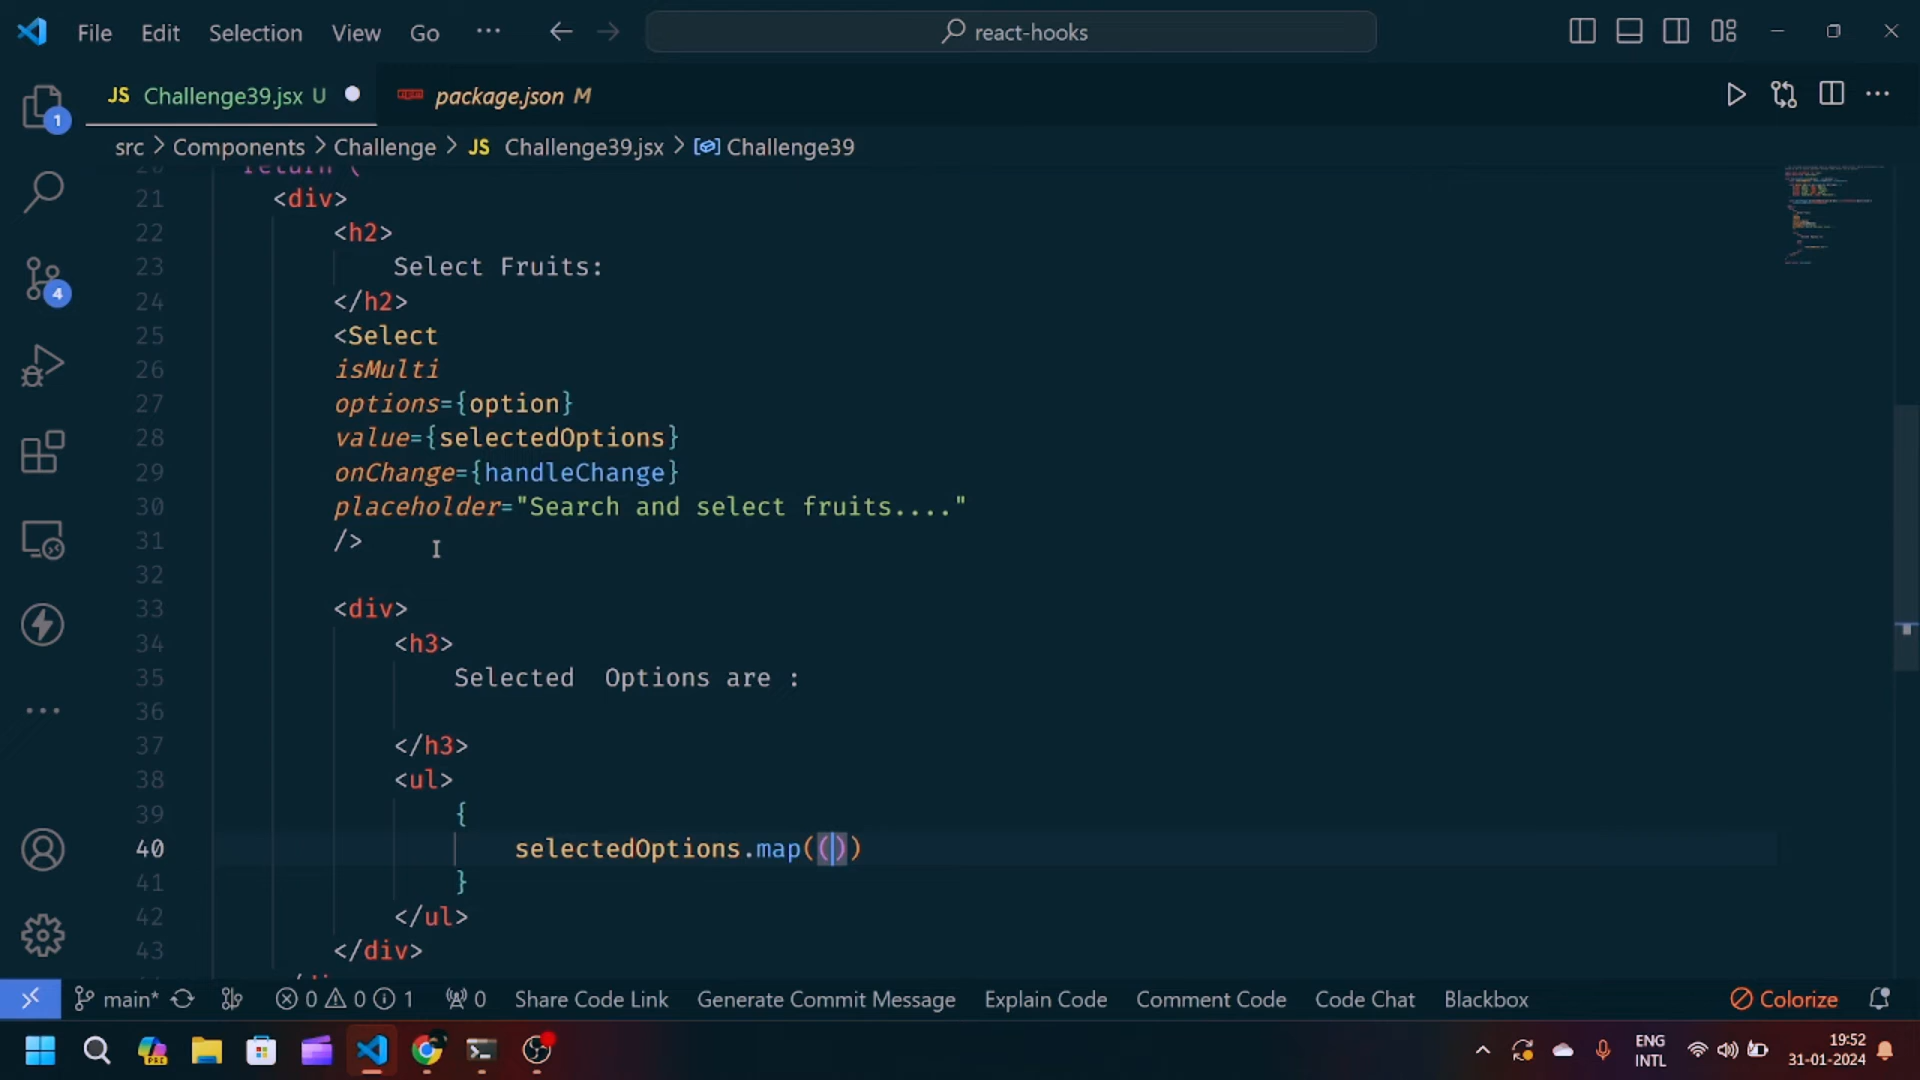 File Edit Selection View Go ··· react-hooks
JS Challenge39.jsx U package.json M
src > Components > Challenge > JS Challenge39.jsx > Challenge39
20 return (
21 <div>
22 <h2>
23 Select Fruits:
24 </h2>
25 <Select
26 isMulti
27 options={option}
28 value={selectedOptions}
29 onChange={handleChange}
30 placeholder="Search and select fruits...."
31 />
32
33 <div>
34 <h3>
35 Selected  Options are :
36
37 </h3>
38 <ul>
39 {
40 selectedOptions.map(())
41 }
42 </ul>
43 </div>
1
4
main* 0 0 1 0 Share Code Link Generate Commit Message Explain Code Comment Code Code Chat Blackbox Colorize
ENG
INTL
19:52
31-01-2024